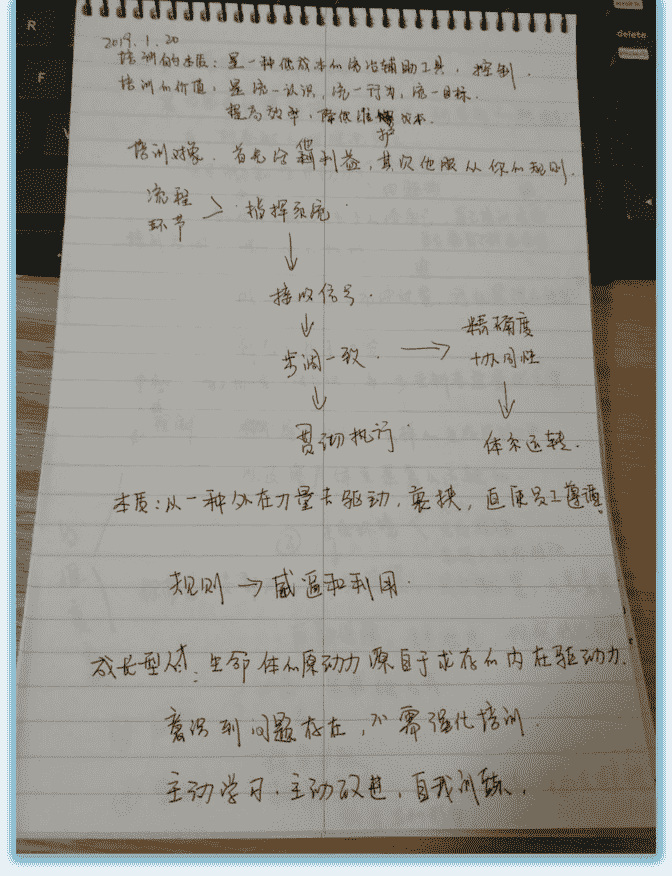 R
delete
F
2019.1.20
培训的本质：是一种低成本的统治辅助工具，控制．
培训的价值，是统一认识，统一行为，统一目标．
提高效率，降低维护成本．
培训对象．首先它有利益，其次他服从你的规则．
流程
环节 > 指挥系统
↓
接收信号．
↓
步调一致． → 精确度
协同性
↓ ↓
贯彻执行 体系运转．
本质：从一种外在力量去驱动，裹挟，直使员工遵循
规则 → 威逼和利用．
成长型人才：生命体的原动力源自于求存的内在驱动力．
意识到问题存在，不需强化培训．
主动学习．主动改进，自我训练．